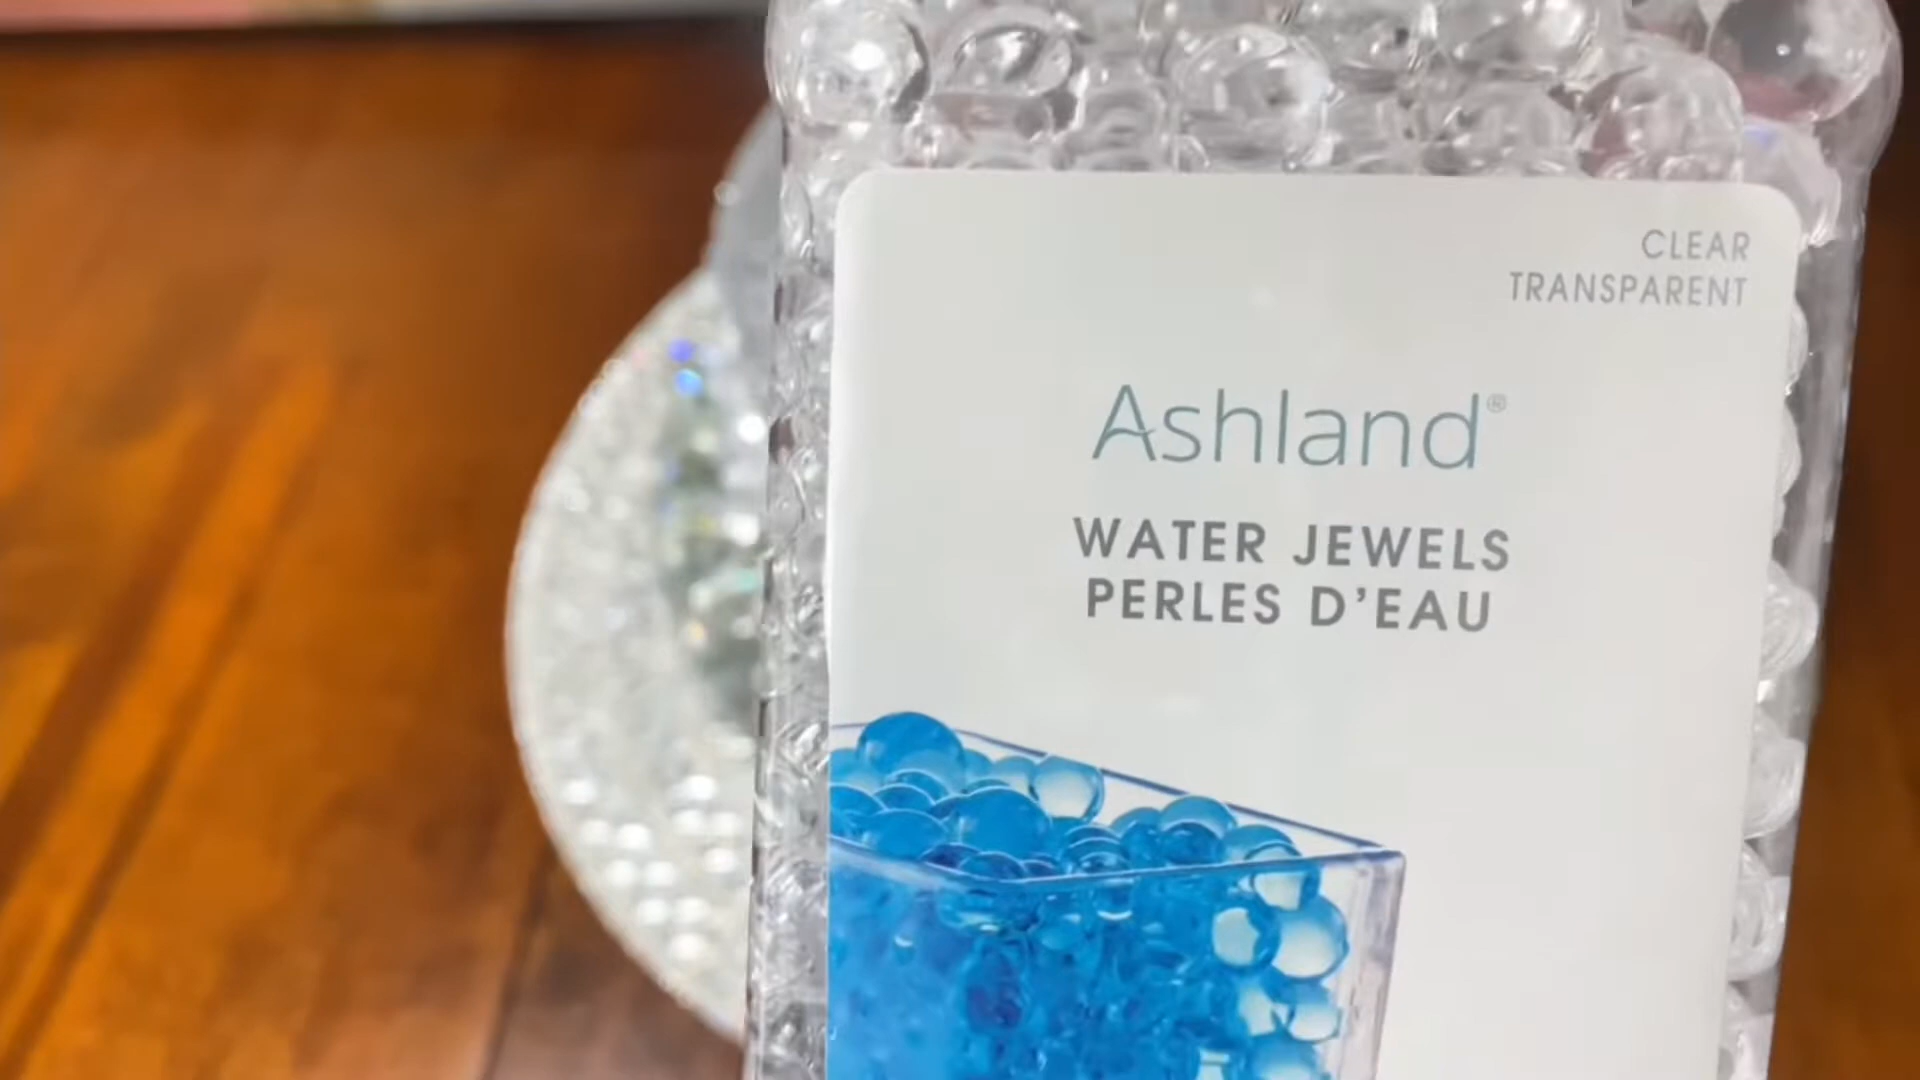 CLEAR
TRANSPARENT
Ashland®
WATER JEWELS
PERLES D'EAU